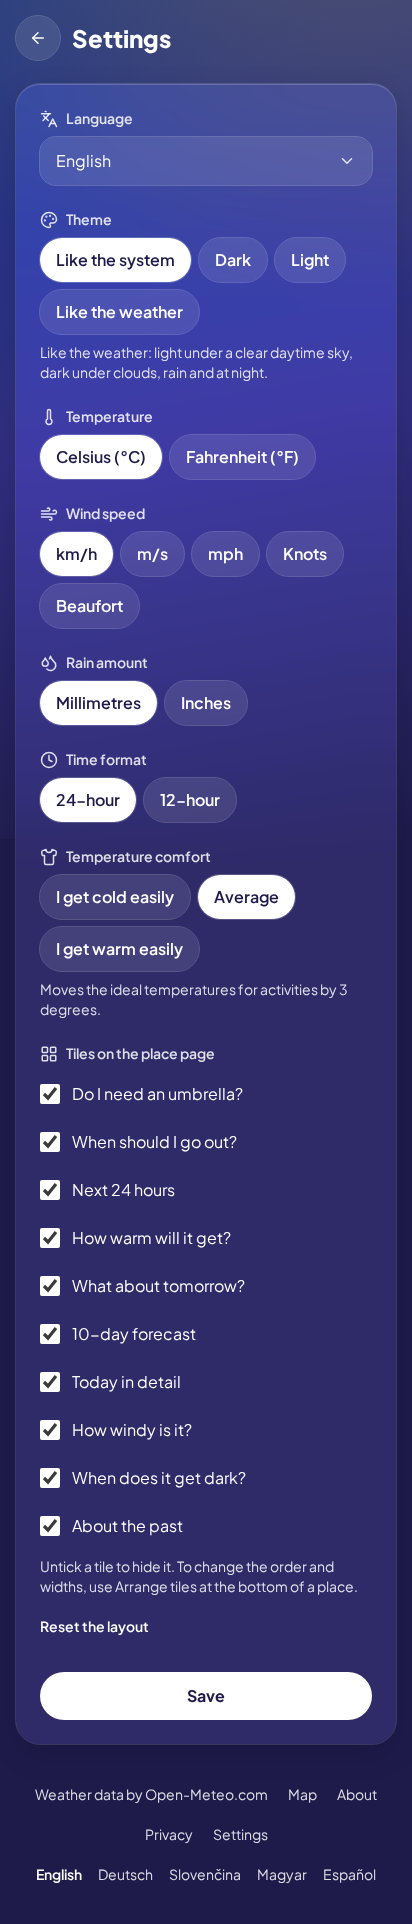 Settings
Language
English
Theme
Like the system Dark Light
Like the weather
Like the weather: light under a clear daytime sky,
dark under clouds, rain and at night.
Temperature
Celsius (°C) Fahrenheit (°F)
Wind speed
km/h m/s mph Knots
Beaufort
Rain amount
Millimetres Inches
Time format
24-hour 12-hour
Temperature comfort
I get cold easily Average
I get warm easily
Moves the ideal temperatures for activities by 3
degrees.
Tiles on the place page
Do I need an umbrella?
When should I go out?
Next 24 hours
How warm will it get?
What about tomorrow?
10-day forecast
Today in detail
How windy is it?
When does it get dark?
About the past
Untick a tile to hide it. To change the order and
widths, use Arrange tiles at the bottom of a place.
Reset the layout
Save
Weather data by Open-Meteo.com Map About
Privacy Settings
English Deutsch Slovenčina Magyar Español